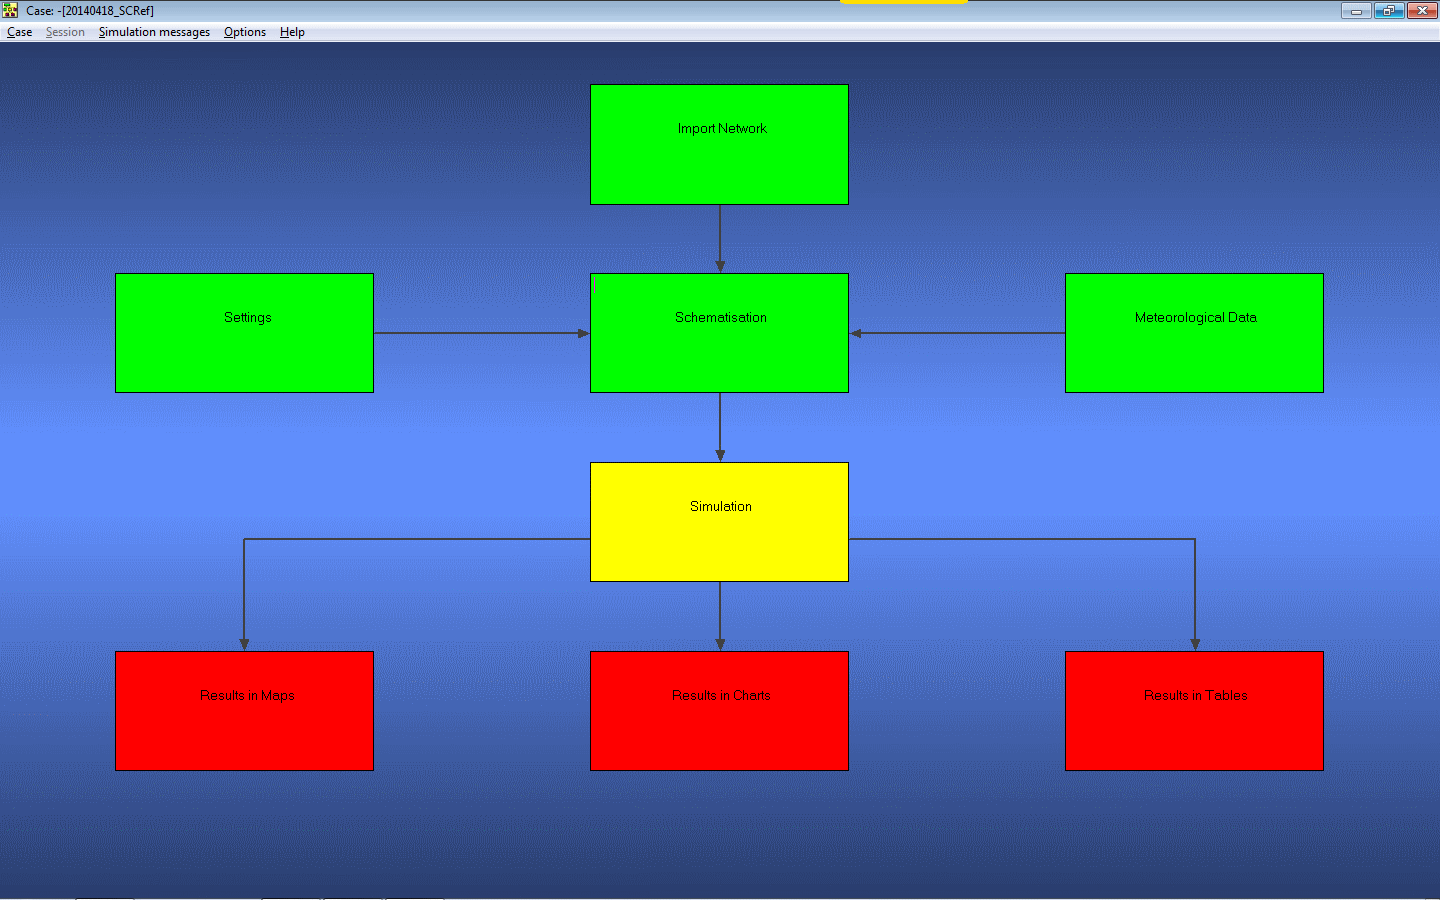 Case: -[20140418_SCRef]
Case Session Simulation messages Options Help
Import Network
Settings
Schematisation
Meteorological Data
Simulation
Results in Maps
Results in Charts
Results in Tables